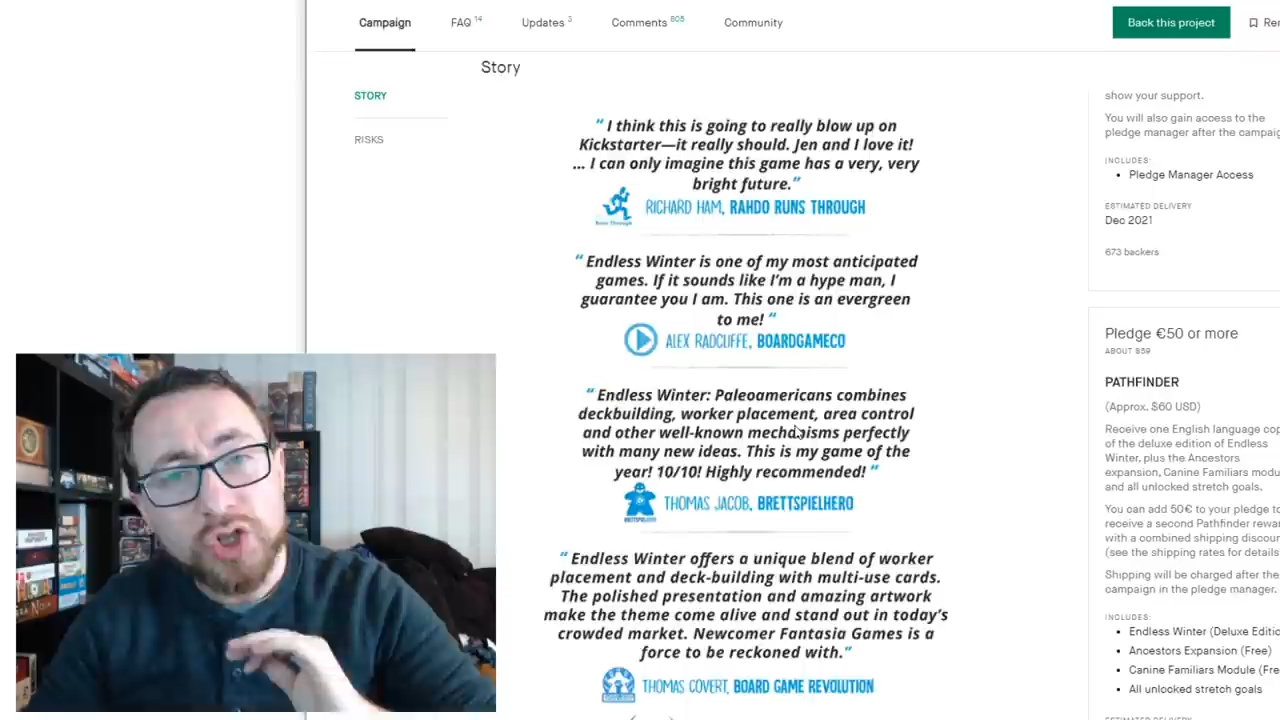 Campaign
FAQ 14
Updates 3
Comments 805
Community
Back this project
Story
STORY
RISKS
“ I think this is going to really blow up on
Kickstarter—it really should. Jen and I love it!
... I can only imagine this game has a very, very
bright future.”
RICHARD HAM, RAHDO RUNS THROUGH
“ Endless Winter is one of my most anticipated
games. If it sounds like I’m a hype man, I
guarantee you I am. This one is an evergreen
to me! “
ALEX RADCLIFFE, BOARDGAMECO
“ Endless Winter: Paleoamericans combines
deckbuilding, worker placement, area control
and other well-known mechanisms perfectly
with many new ideas. This is my game of the
year! 10/10! Highly recommended! “
THOMAS JACOB, BRETTSPIELHERO
“ Endless Winter offers a unique blend of worker
placement and deck-building with multi-use cards.
The polished presentation and amazing artwork
make the theme come alive and stand out in today’s
crowded market. Newcomer Fantasia Games is a
force to be reckoned with.“
THOMAS COVERT, BOARD GAME REVOLUTION
show your support.
You will also gain access to the
pledge manager after the campaig
INCLUDES:
Pledge Manager Access
ESTIMATED DELIVERY
Dec 2021
673 backers
Pledge €50 or more
ABOUT $59
PATHFINDER
(Approx. $60 USD)
Receive one English language cop
of the deluxe edition of Endless
Winter, plus the Ancestors
expansion, Canine Familiars modu
and all unlocked stretch goals.
You can add 50€ to your pledge to
receive a second Pathfinder rewar
with a combined shipping discoun
(see the shipping rates for details
Shipping will be charged after the
campaign in the pledge manager.
INCLUDES:
Endless Winter (Deluxe Editio
Ancestors Expansion (Free)
Canine Familiars Module (Fre
All unlocked stretch goals